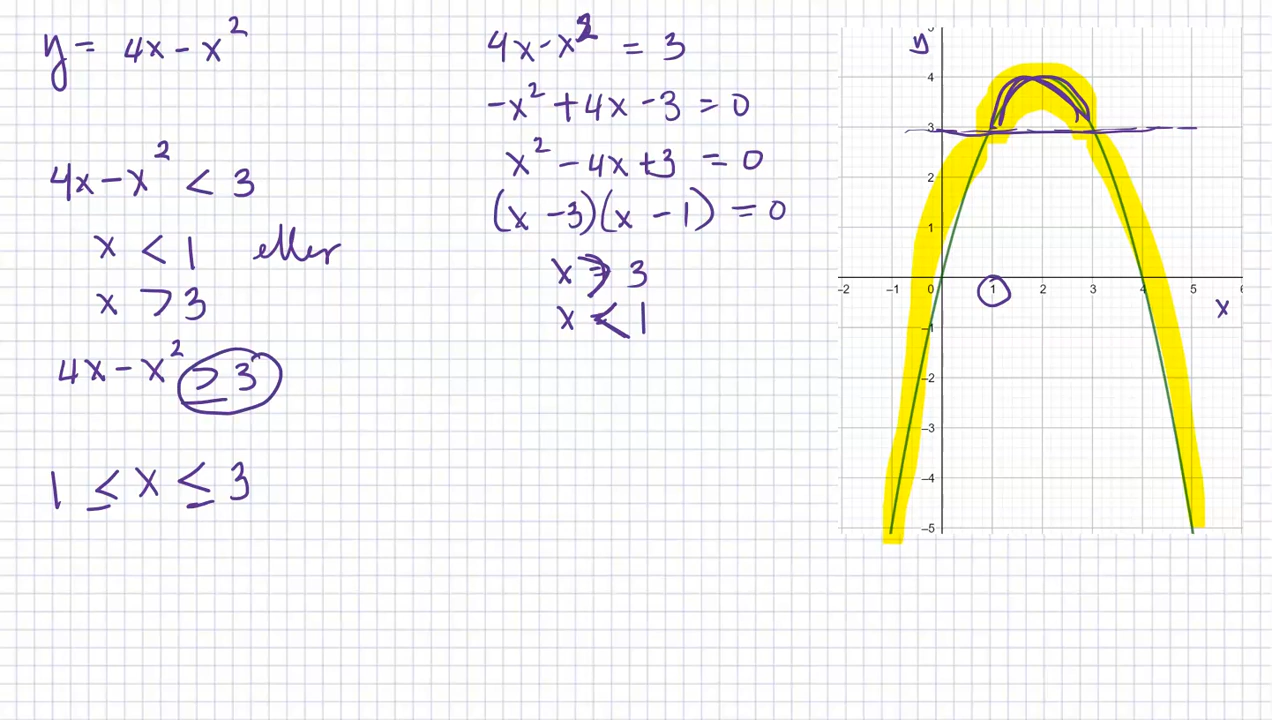 y = 4x - x²
4x - x² < 3
x < 1 eller
x > 3
4x - x² ≥ 3
1 ≤ x ≤ 3
4x - x² = 3
-x² + 4x - 3 = 0
x² - 4x + 3 = 0
(x - 3)(x - 1) = 0
x > 3
x < 1
y
4
3
2
1
-2 -1 0 1 2 3 4 5 6
x
-1
-2
-3
-4
-5